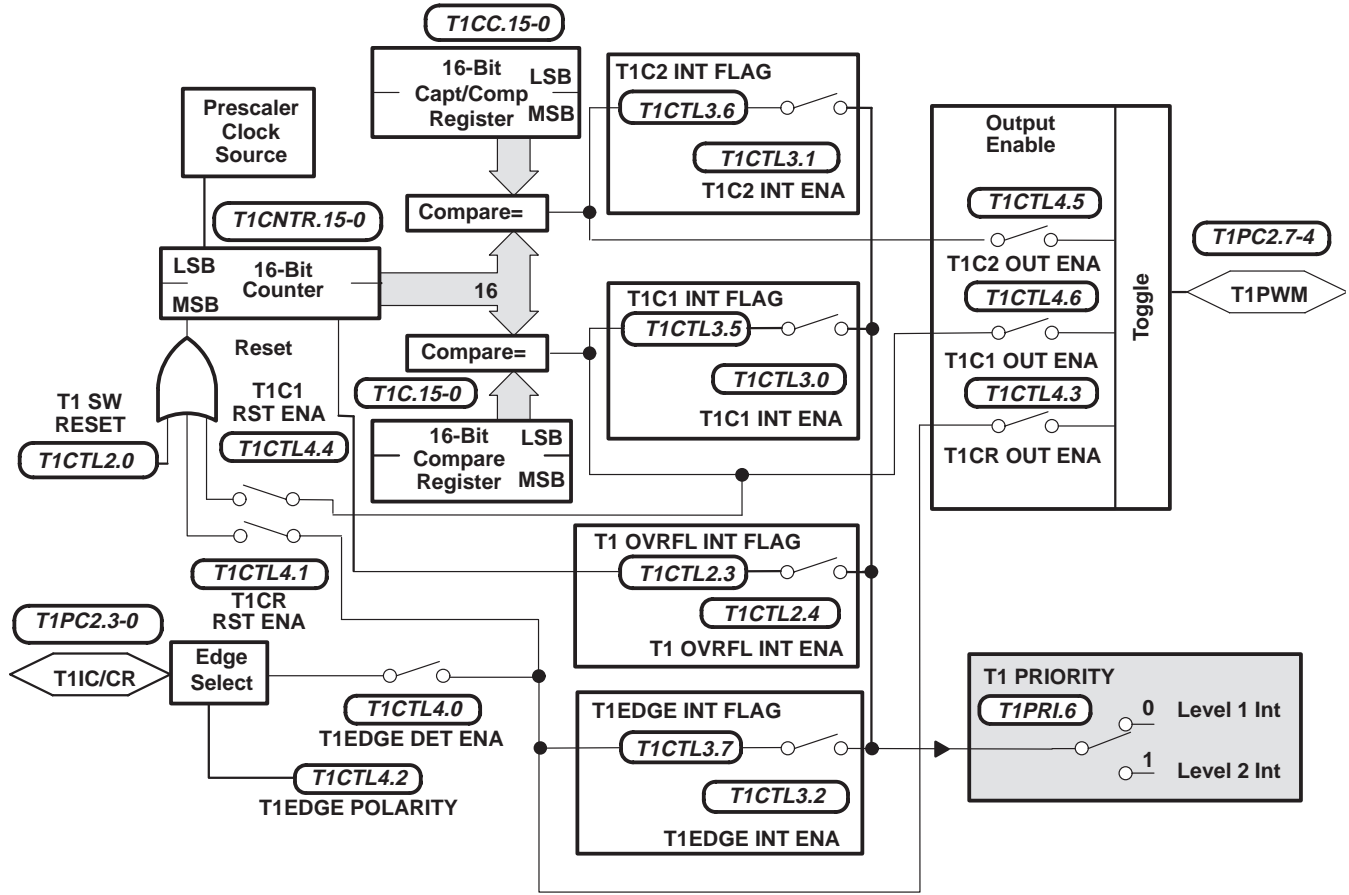 T1CC.15-0
16-Bit
Capt/Comp
Register
LSB
MSB
Prescaler
Clock
Source
T1CNTR.15-0
LSB
MSB
16-Bit
Counter
16
Compare=
Compare=
T1C.15-0
16-Bit
Compare
Register
LSB
MSB
Reset
T1 SW
RESET
T1CTL2.0
T1C1
RST ENA
T1CTL4.4
T1CTL4.1
T1CR
RST ENA
T1PC2.3-0
T1IC/CR
Edge
Select
T1CTL4.0
T1EDGE DET ENA
T1CTL4.2
T1EDGE POLARITY
T1C2 INT FLAG
T1CTL3.6
T1CTL3.1
T1C2 INT ENA
T1C1 INT FLAG
T1CTL3.5
T1CTL3.0
T1C1 INT ENA
T1 OVRFL INT FLAG
T1CTL2.3
T1CTL2.4
T1 OVRFL INT ENA
T1EDGE INT FLAG
T1CTL3.7
T1CTL3.2
T1EDGE INT ENA
Output
Enable
T1CTL4.5
T1C2 OUT ENA
T1CTL4.6
T1C1 OUT ENA
T1CTL4.3
T1CR OUT ENA
Toggle
T1PC2.7-4
T1PWM
T1 PRIORITY
T1PRI.6
0 Level 1 Int
1 Level 2 Int